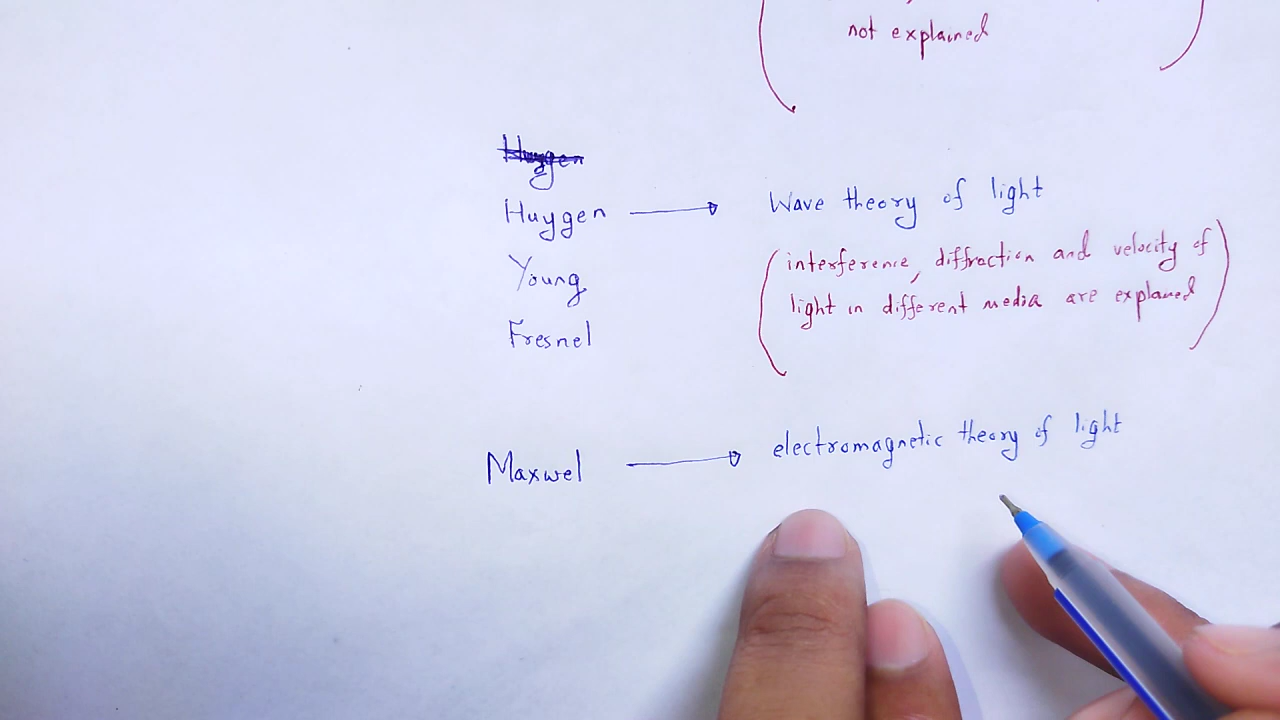 not explained
Huygen
Huygen → Wave theory of light
Young
Fresnel
(interference, diffraction and velocity of
light in different media are explained)
Maxwel → electromagnetic theory of light